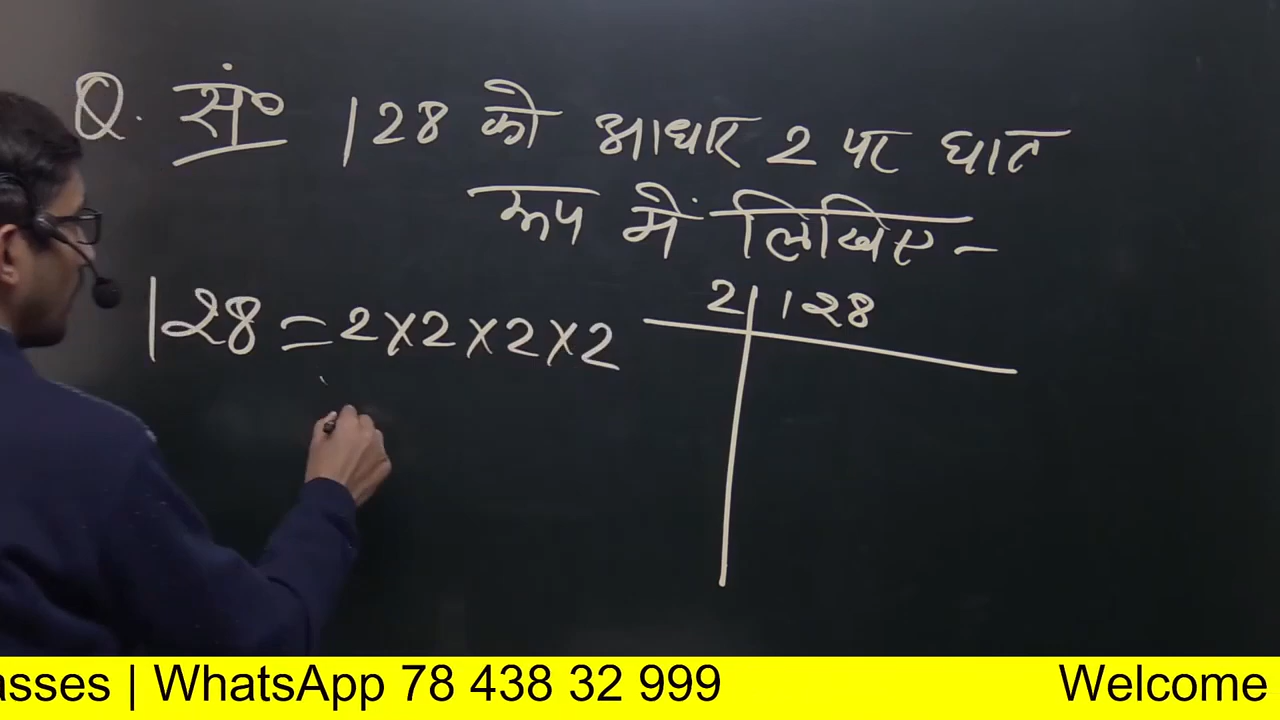 Q. सं० 128 को आधार 2 पर घात
रूप में लिखिए-
128 = 2×2×2×2
2 | 128
asses | WhatsApp 78 438 32 999 Welcome